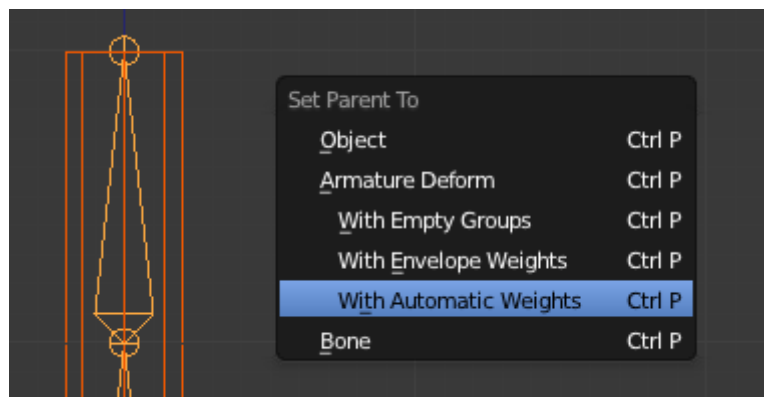 Set Parent To
Object Ctrl P
Armature Deform Ctrl P
With Empty Groups Ctrl P
With Envelope Weights Ctrl P
With Automatic Weights Ctrl P
Bone Ctrl P